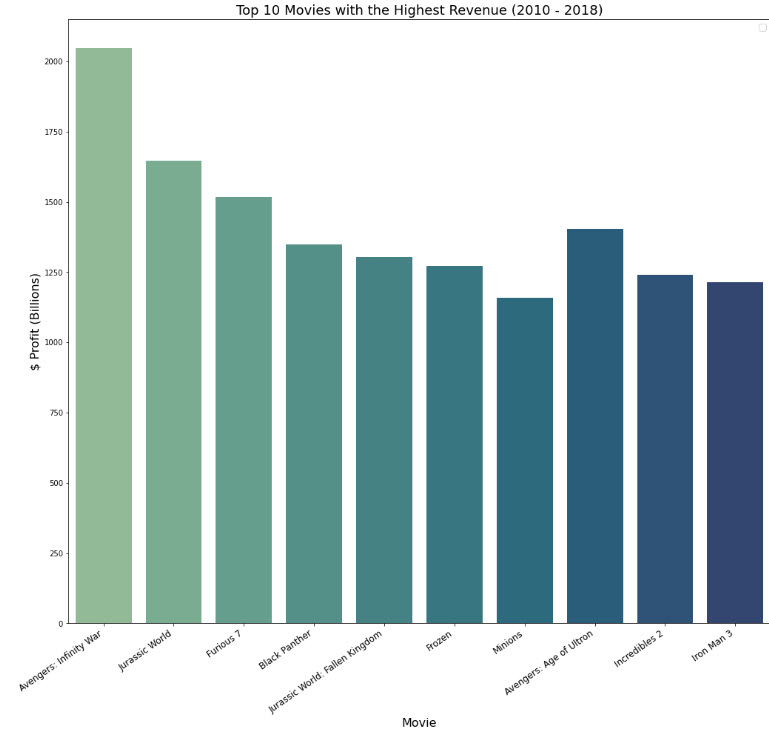 Top 10 Movies with the Highest Revenue (2010 - 2018)
$ Profit (Billions)
2000
1750
1500
1250
1000
750
500
250
0
Avengers: Infinity War
Jurassic World
Furious 7
Black Panther
Jurassic World: Fallen Kingdom
Frozen
Minions
Avengers: Age of Ultron
Incredibles 2
Iron Man 3
Movie